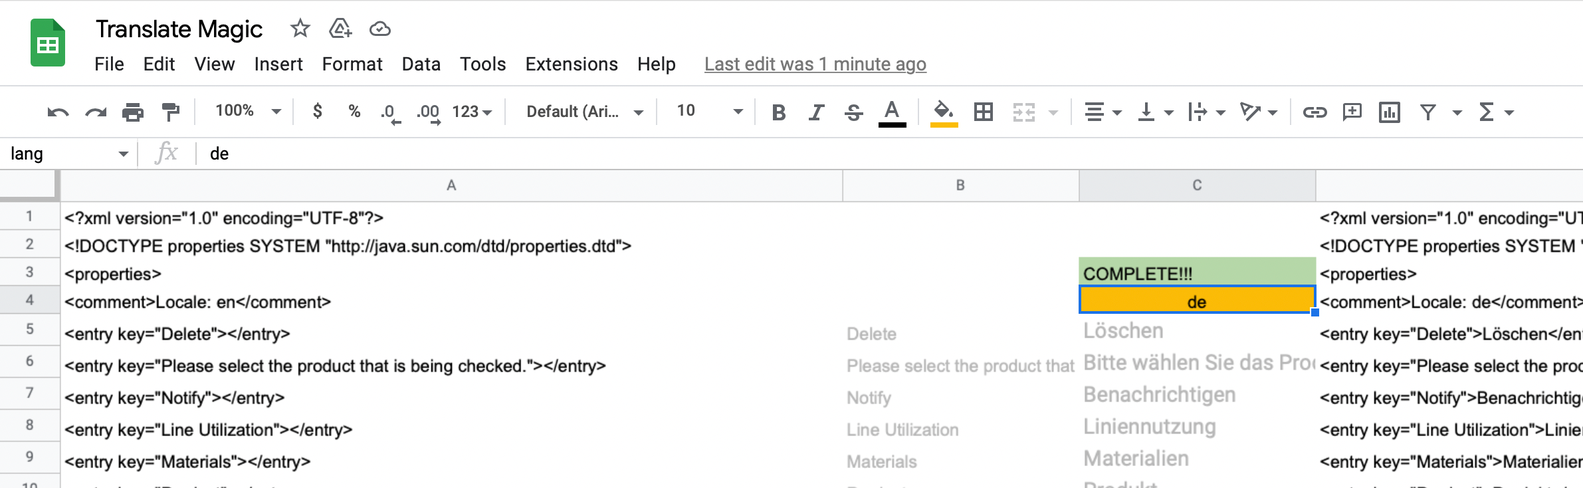 Translate Magic
File Edit View Insert Format Data Tools Extensions Help Last edit was 1 minute ago
100% $ % .0 .00 123 Default (Ari... 10 B I S A Σ
lang fx de
A B C
1 <?xml version="1.0" encoding="UTF-8"?> <?xml version="1.0" encoding="UT
2 <!DOCTYPE properties SYSTEM "http://java.sun.com/dtd/properties.dtd"> <!DOCTYPE properties SYSTEM "
3 <properties> COMPLETE!!! <properties>
4 <comment>Locale: en</comment> de <comment>Locale: de</comment>
5 <entry key="Delete"></entry> Delete Löschen <entry key="Delete">Löschen</en
6 <entry key="Please select the product that is being checked."></entry> Please select the product that Bitte wählen Sie das Pro <entry key="Please select the prod
7 <entry key="Notify"></entry> Notify Benachrichtigen <entry key="Notify">Benachrichtig
8 <entry key="Line Utilization"></entry> Line Utilization Liniennutzung <entry key="Line Utilization">Linie
9 <entry key="Materials"></entry> Materials Materialien <entry key="Materials">Materialien